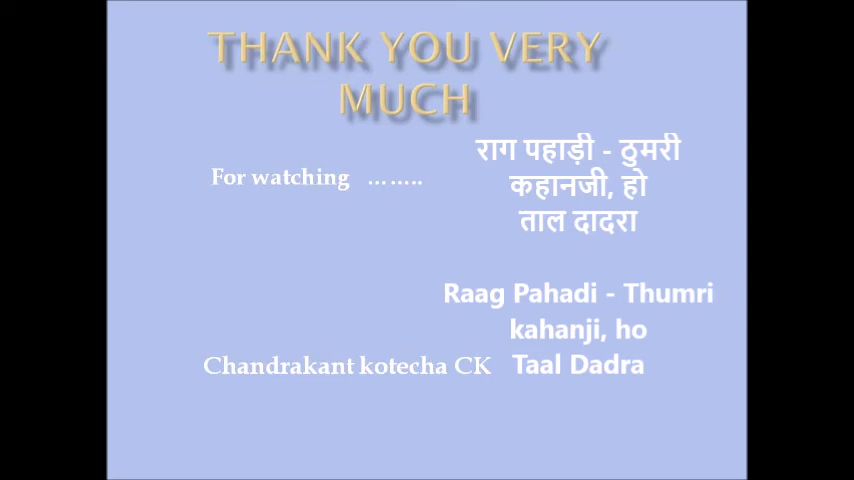 THANK YOU VERY
MUCH
For watching ........
राग पहाड़ी - ठुमरी
कहानजी, हो
ताल दादरा
Raag Pahadi - Thumri
kahanji, ho
Taal Dadra
Chandrakant kotecha CK